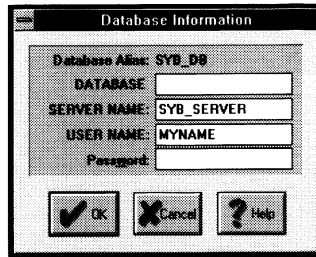 Database Information
Database Alias: SYB_DB
DATABASE
SERVER NAME: SYB_SERVER
USER NAME: MYNAME
Password:
OK Cancel Help